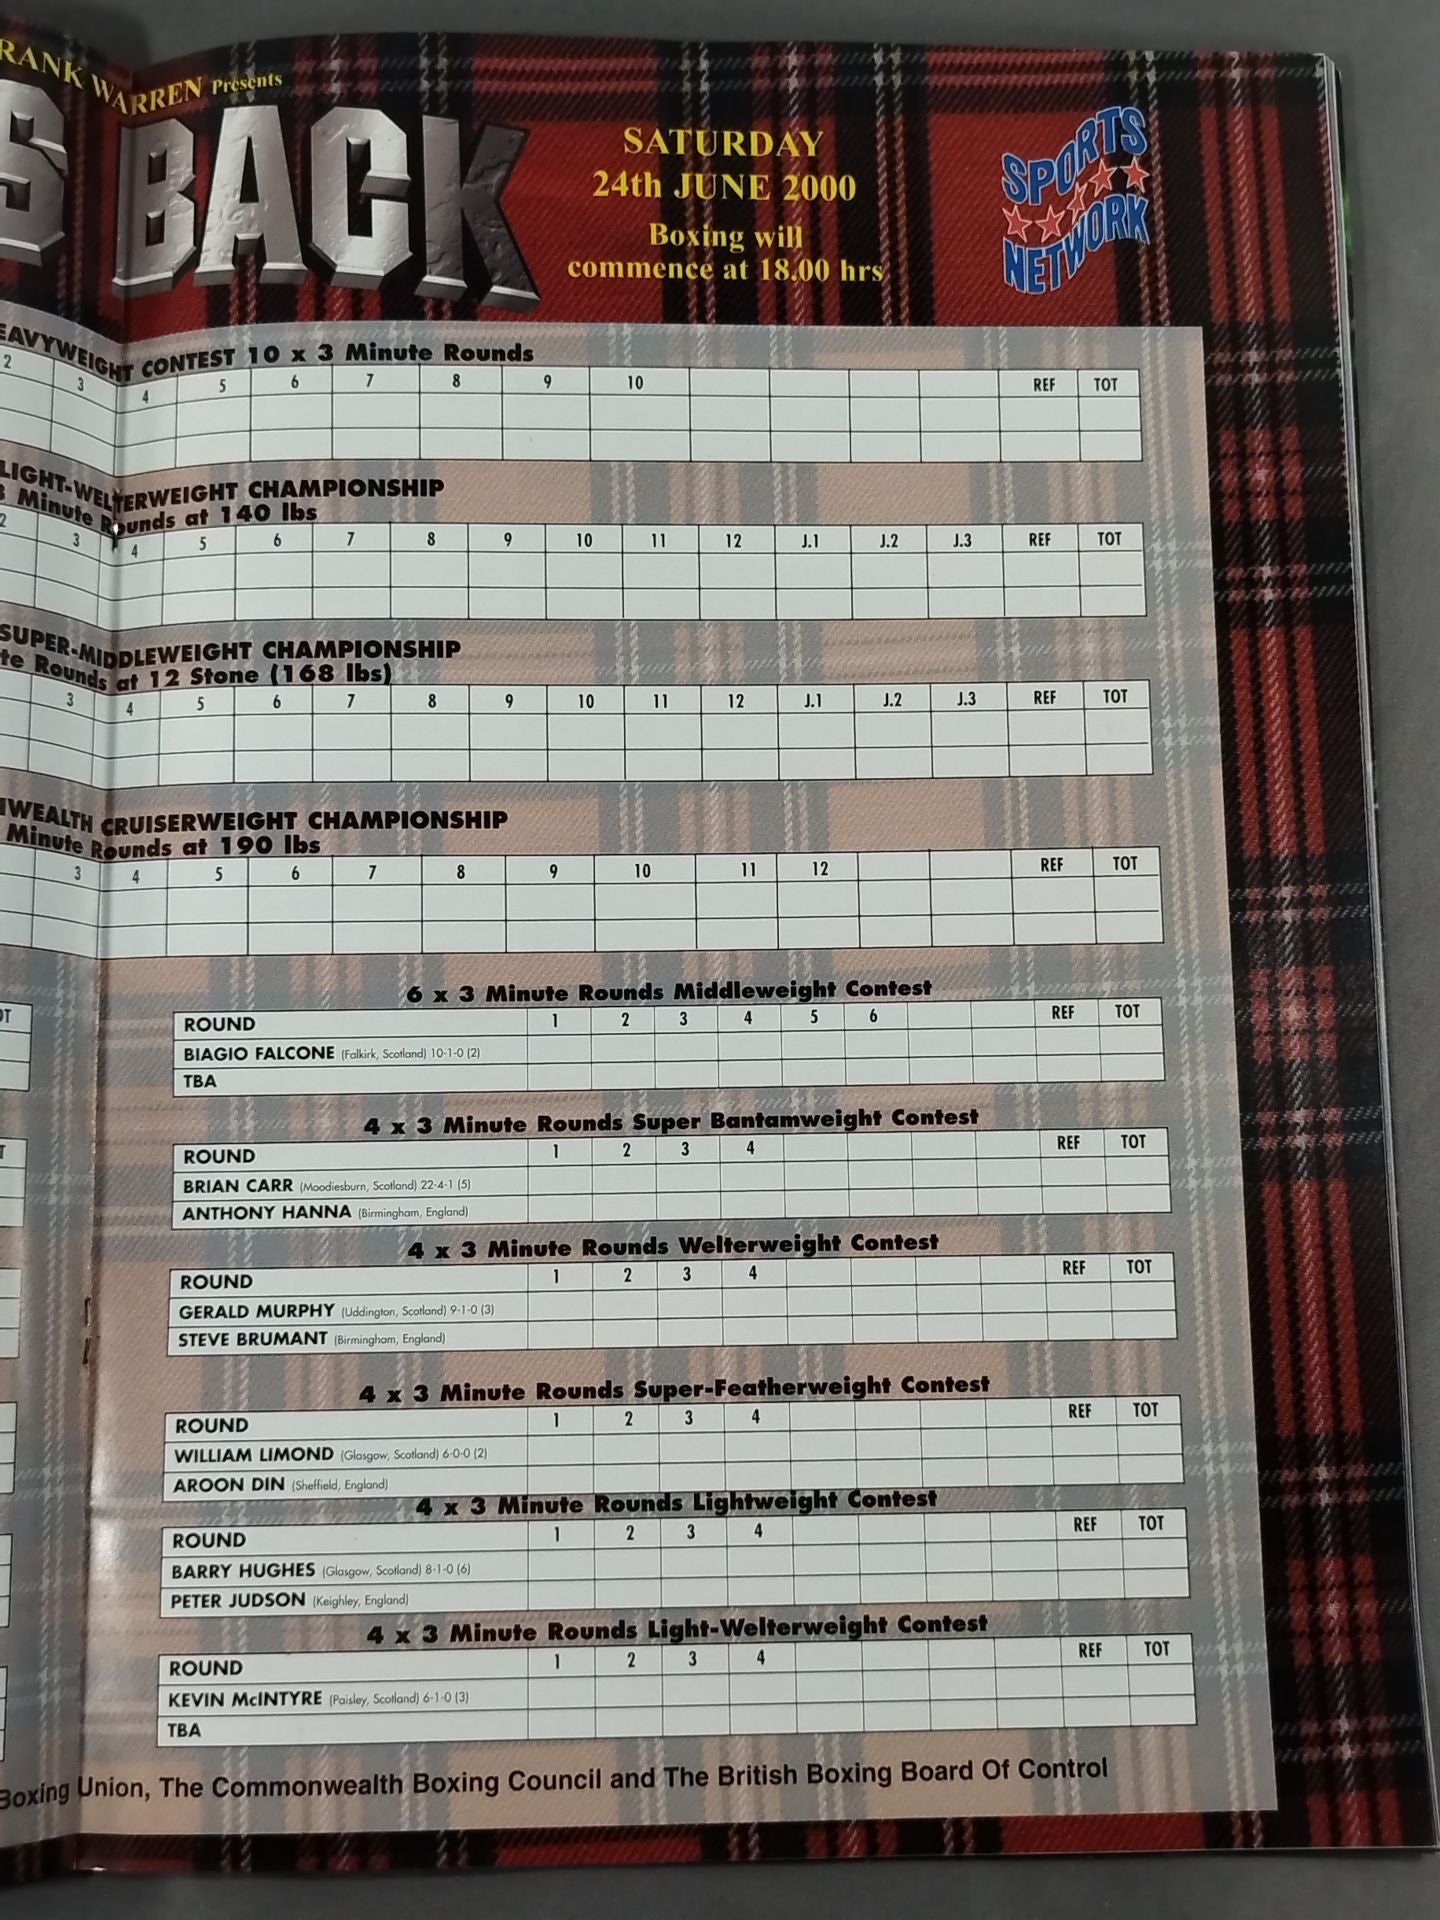 RANK WARREN Presents
S BACK
SATURDAY
24th JUNE 2000
Boxing will
commence at 18.00 hrs
SPORTS
NETWORK
EAVYWEIGHT CONTEST 10 x 3 Minute Rounds
2 3 4 5 6 7 8 9 10 REF TOT
LIGHT-WELTERWEIGHT CHAMPIONSHIP
3 Minute Rounds at 140 lbs
2 3 4 5 6 7 8 9 10 11 12 J.1 J.2 J.3 REF TOT
SUPER-MIDDLEWEIGHT CHAMPIONSHIP
te Rounds at 12 Stone (168 lbs)
3 4 5 6 7 8 9 10 11 12 J.1 J.2 J.3 REF TOT
WEALTH CRUISERWEIGHT CHAMPIONSHIP
Minute Rounds at 190 lbs
3 4 5 6 7 8 9 10 11 12 REF TOT
6 x 3 Minute Rounds Middleweight Contest
ROUND 1 2 3 4 5 6 REF TOT
BIAGIO FALCONE (Falkirk, Scotland) 10-1-0 (2)
TBA
4 x 3 Minute Rounds Super Bantamweight Contest
ROUND 1 2 3 4 REF TOT
BRIAN CARR (Moodiesburn, Scotland) 22-4-1 (5)
ANTHONY HANNA (Birmingham, England)
4 x 3 Minute Rounds Welterweight Contest
ROUND 1 2 3 4 REF TOT
GERALD MURPHY (Uddington, Scotland) 9-1-0 (3)
STEVE BRUMANT (Birmingham, England)
4 x 3 Minute Rounds Super-Featherweight Contest
ROUND 1 2 3 4 REF TOT
WILLIAM LIMOND (Glasgow, Scotland) 6-0-0 (2)
AROON DIN (Sheffield, England)
4 x 3 Minute Rounds Lightweight Contest
ROUND 1 2 3 4 REF TOT
BARRY HUGHES (Glasgow, Scotland) 8-1-0 (6)
PETER JUDSON (Keighley, England)
4 x 3 Minute Rounds Light-Welterweight Contest
ROUND 1 2 3 4 REF TOT
KEVIN McINTYRE (Paisley, Scotland) 6-1-0 (3)
TBA
Boxing Union, The Commonwealth Boxing Council and The British Boxing Board Of Control